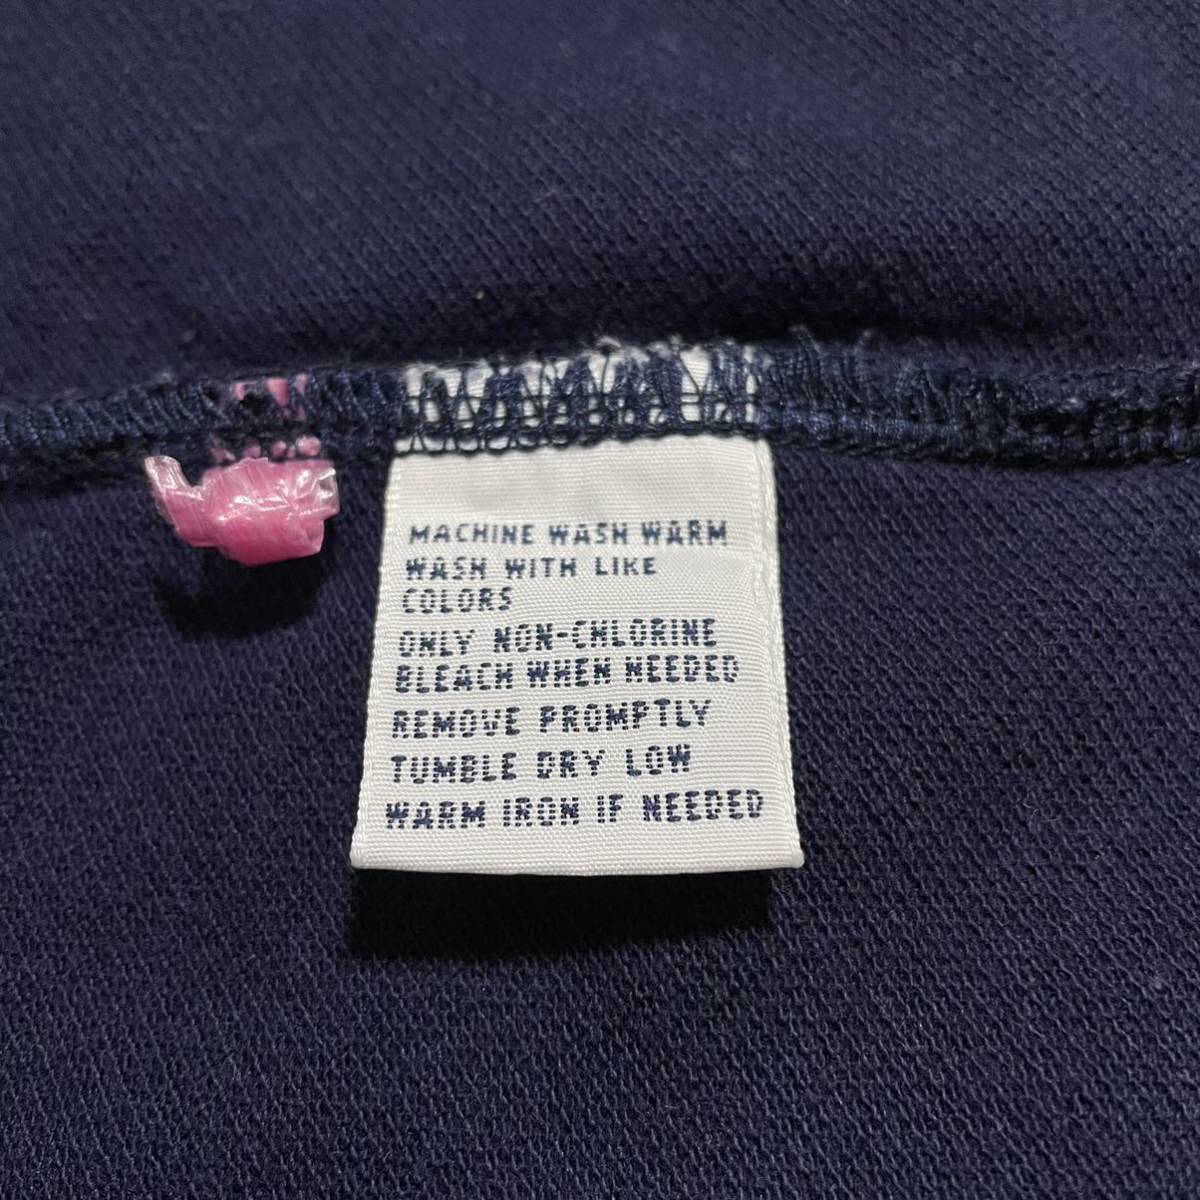 MACHINE WASH WARM
WASH WITH LIKE
COLORS
ONLY NON-CHLORINE
BLEACH WHEN NEEDED
REMOVE PROMPTLY
TUMBLE DRY LOW
WARM IRON IF NEEDED